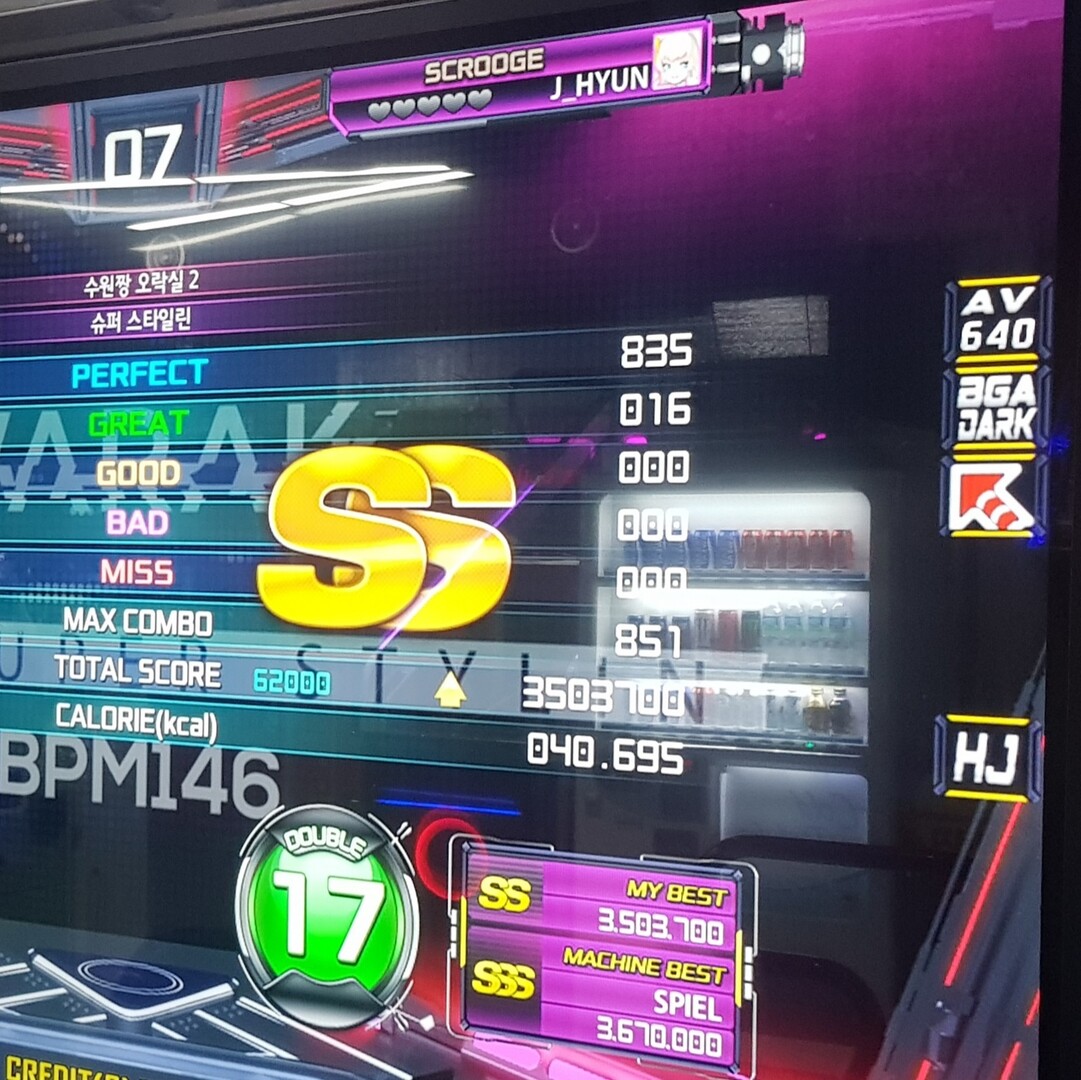 SCROOGE
J_HYUN
07
수원짱 오락실 2
슈퍼 스타일린
PERFECT 835
GREAT 016
GOOD 000
BAD 000
MISS 000
MAX COMBO 851
TOTAL SCORE 62000 3503700
CALORIE(kcal) 040.695
BPM146
AV
640
BGA
DARK
HJ
DOUBLE
17
SS
MY BEST
3.503.700
SSS
MACHINE BEST
SPIEL
3.670.000
SS